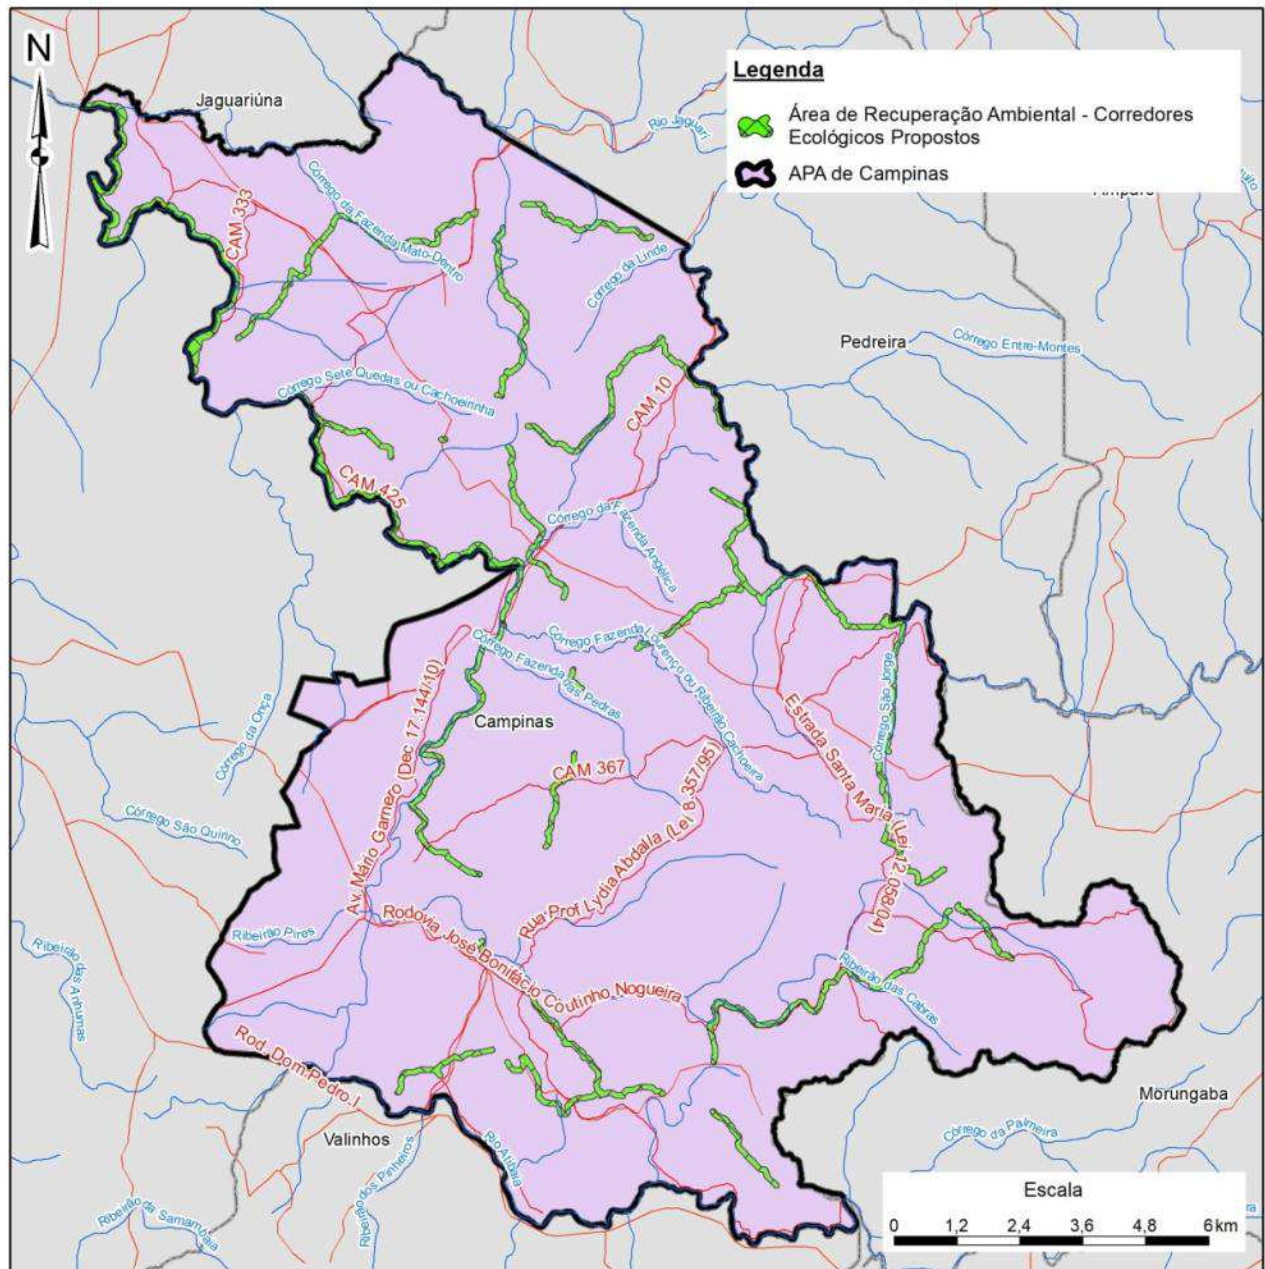 N
Jaguariúna
Legenda
Área de Recuperação Ambiental - Corredores
Ecológicos Propostos
APA de Campinas
Rio Jaguari
CAM 333
Córrego da Fazenda Mato-Dentro
Córrego da Linde
Pedreira
Córrego Entre-Montes
Córrego Sete Quedas ou Cachoeirinha
CAM 10
CAM 425
Córrego da Fazenda Angélica
Córrego Fazenda Lourenço ou Ribeirão Cachoeira
Córrego Fazenda das Pedras
Córrego São Jorge
Córrego da Onça
Campinas
Av. Mário Garnero (Dec 17.144/10)
Estrada Santa Maria (Lei 12.058/04)
CAM 367
Rua Prof Lydia Abdalla (Lei 8.357/95)
Córrego São Quirino
Ribeirão Pires
Rodovia José Bonifácio Coutinho Nogueira
Ribeirão das Anhumas
Ribeirão das Cabras
Rod. Dom.Pedro.I
Morungaba
Valinhos
Córrego da Palmeira
Rio Atibaia
Ribeirão dos Pinheiros
Ribeirão da Samambaia
Escala
0 1,2 2,4 3,6 4,8 6 km